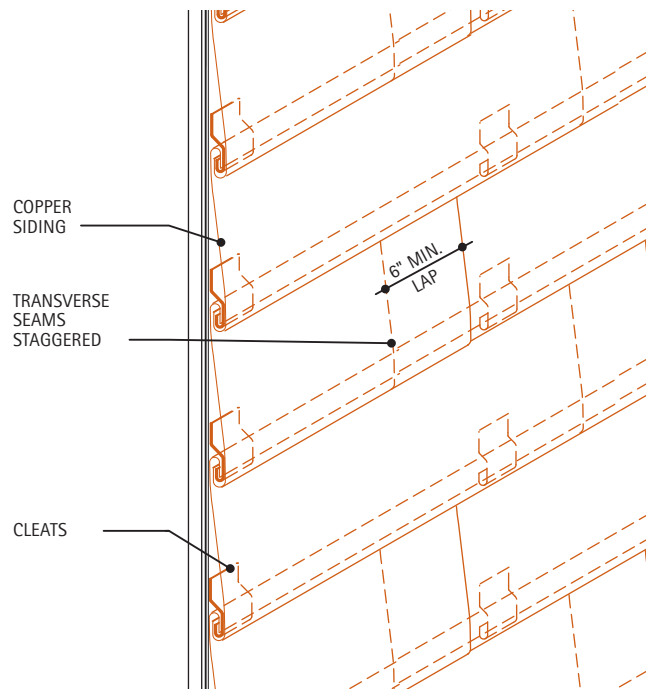 COPPER
SIDING
6" MIN.
LAP
TRANSVERSE
SEAMS
STAGGERED
CLEATS